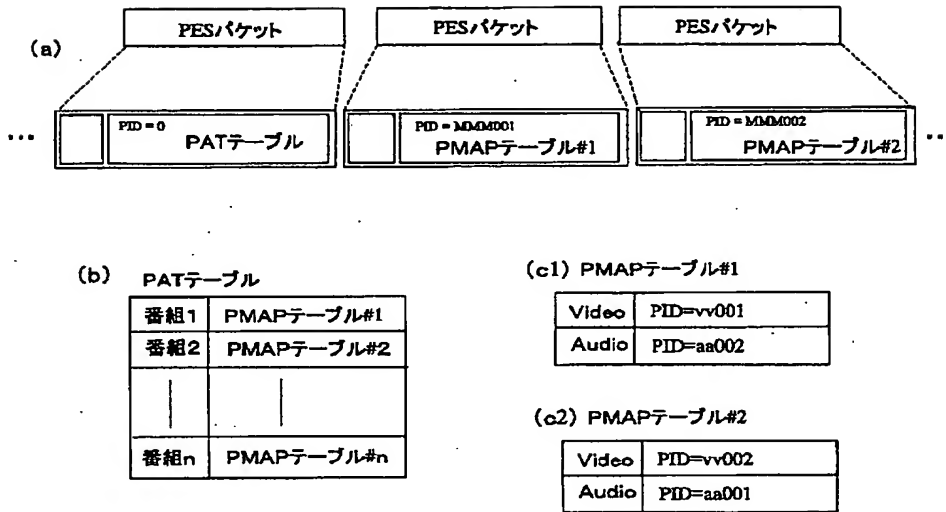 (a)
PESパケット PESパケット PESパケット
… PID = 0 PID = MMM001 PID = MMM002 …
PATテーブル PMAPテーブル#1 PMAPテーブル#2
(b) PATテーブル
番組1 PMAPテーブル#1
番組2 PMAPテーブル#2
番組n PMAPテーブル#n
(c1) PMAPテーブル#1
Video PID=vv001
Audio PID=aa002
(c2) PMAPテーブル#2
Video PID=vv002
Audio PID=aa001